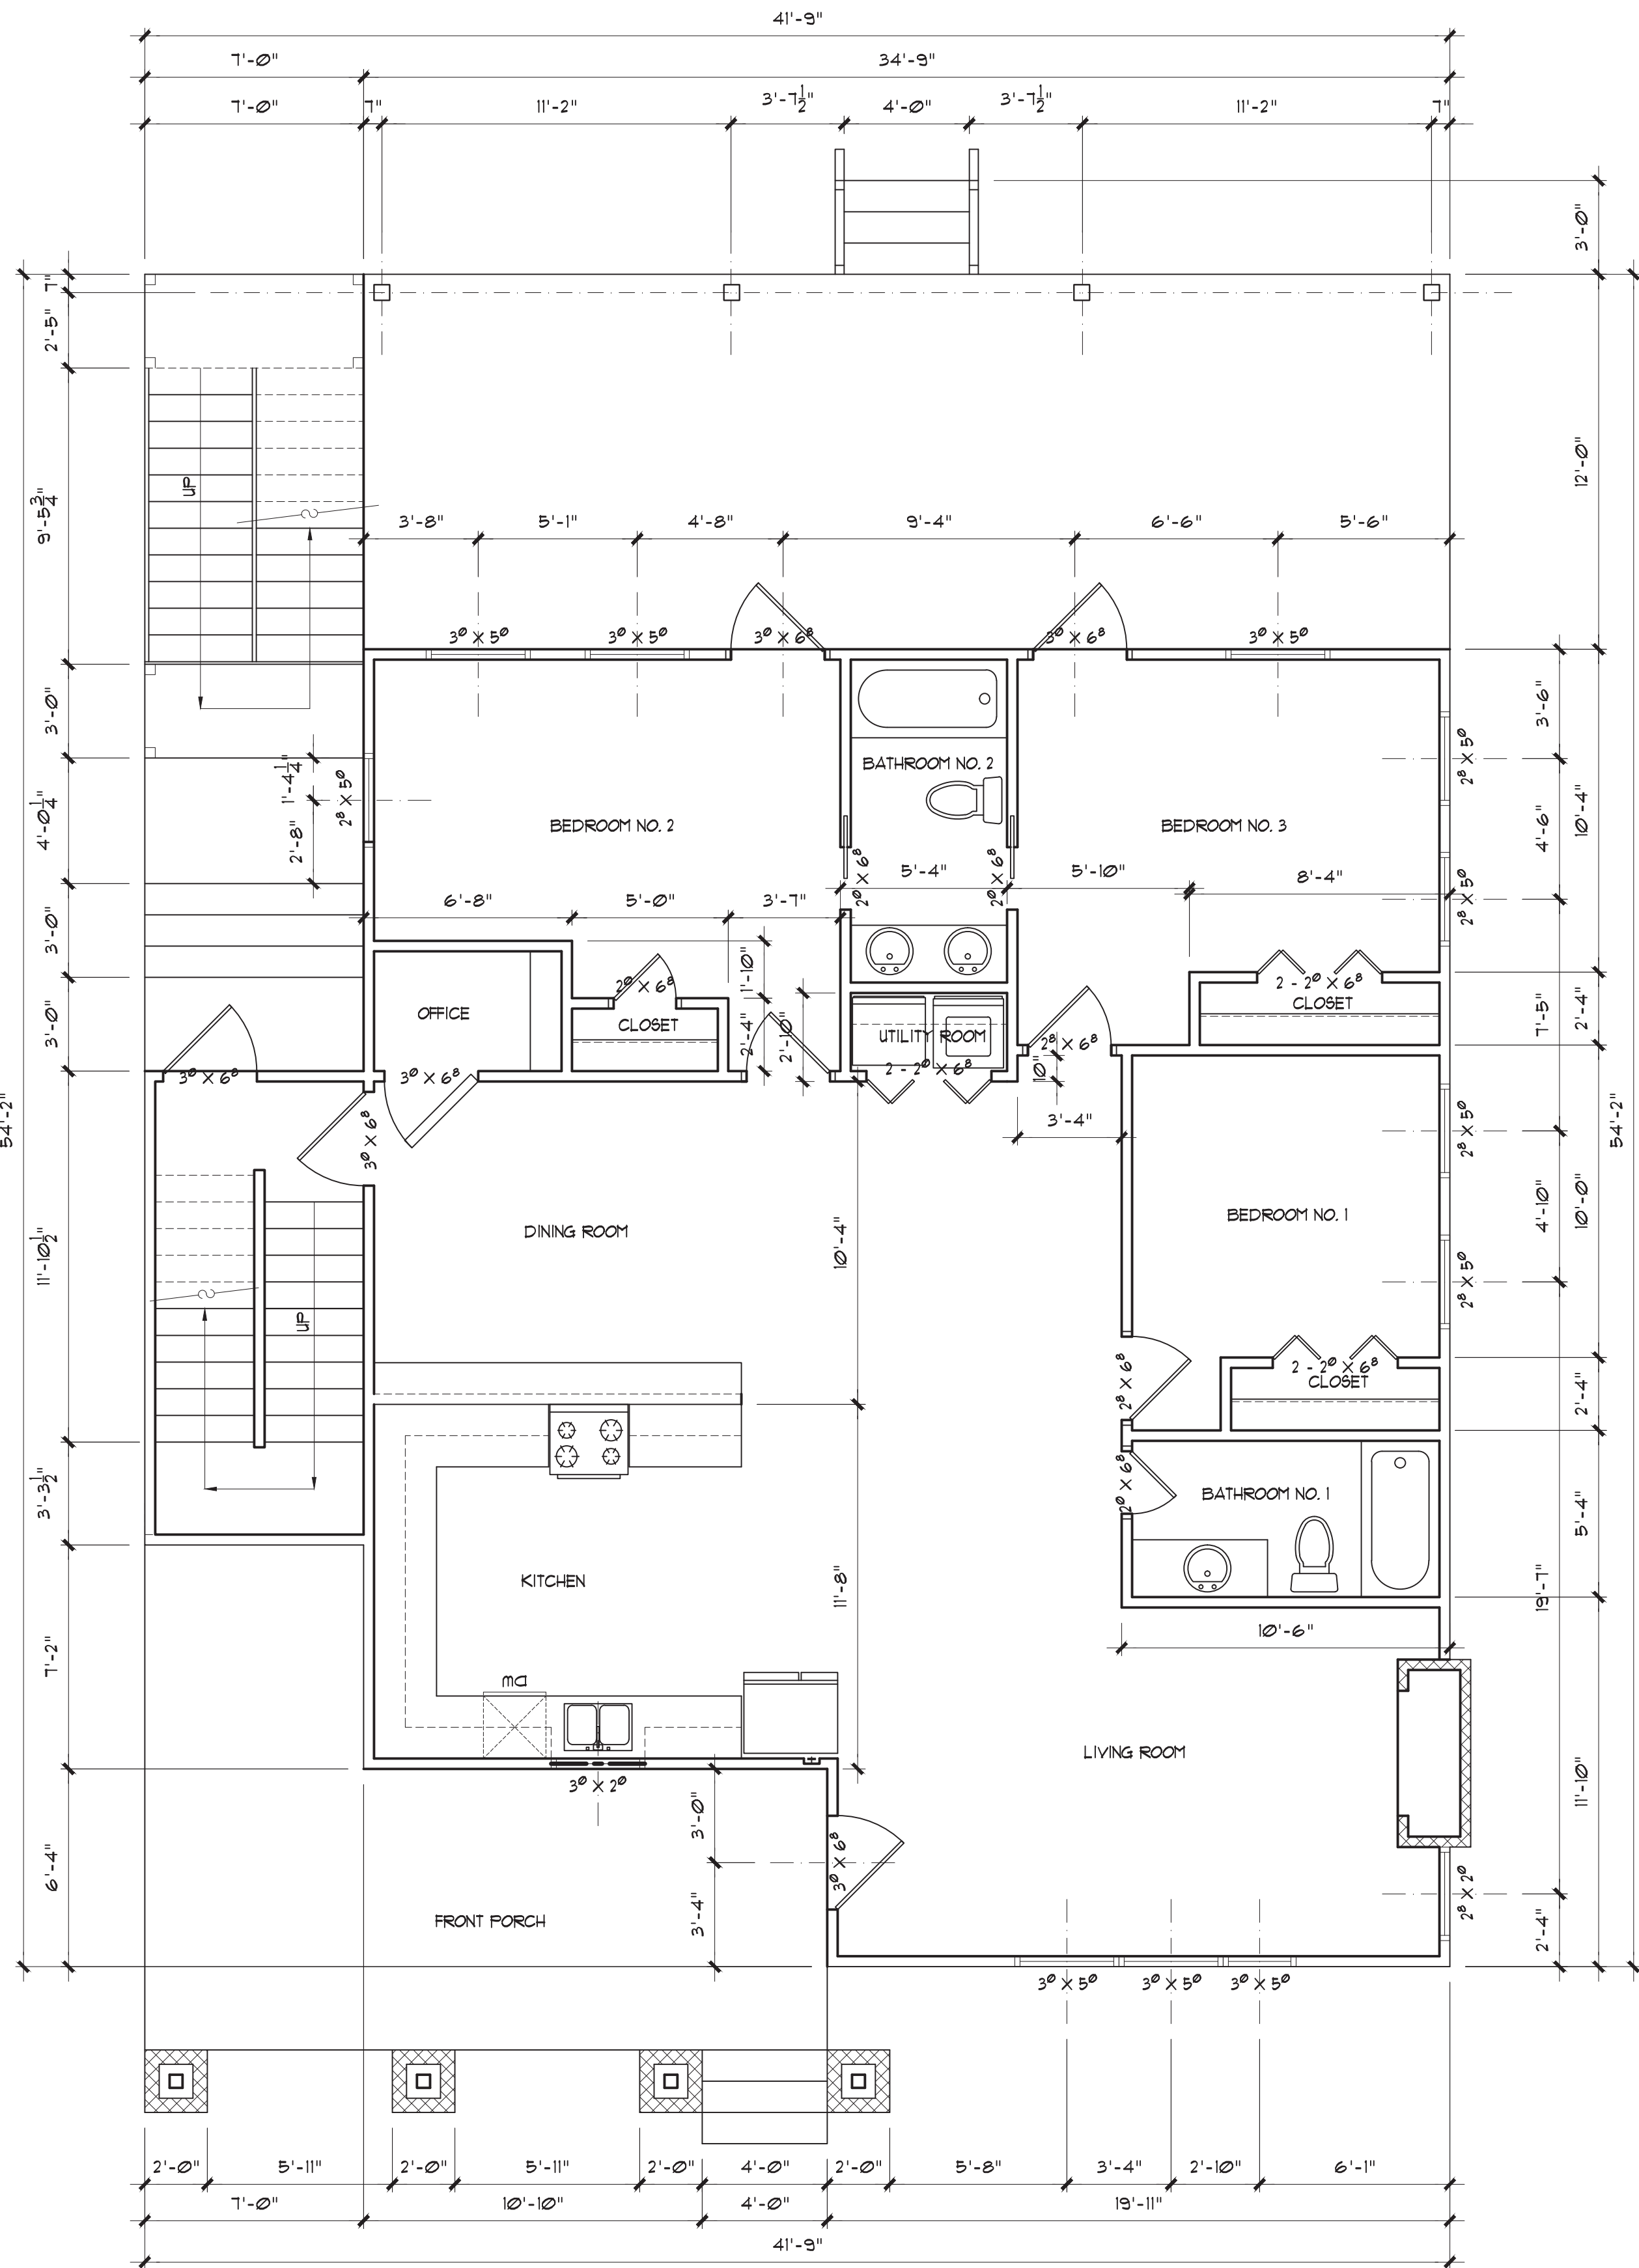 41'-9"
7'-0" 34'-9"
7'-0" 7" 11'-2" 3'-7½" 4'-0" 3'-7½" 11'-2" 7"
3'-0"
7"
2'-5"
12'-0"
UP
9'-5¾"
3'-8" 5'-1" 4'-8" 9'-4" 6'-6" 5'-6"
3⁰ X 5⁰ 3⁰ X 5⁰ 3⁰ X 6⁸ 3⁰ X 6⁸ 3⁰ X 5⁰
3'-0"
3'-6"
1'-4¼"
2⁸ X 5⁰
2⁸ X 5⁰
BATHROOM NO. 2
4'-0¼"
2'-8"
BEDROOM NO. 2
BEDROOM NO. 3
4'-6"
10'-4"
2⁰ X 6⁸
2⁰ X 6⁸
5'-4" 5'-10" 8'-4"
2⁸ X 5⁰
6'-8" 5'-0" 3'-7"
3'-0"
1'-10"
2⁰ X 6⁸
2 - 2⁰ X 6⁸
CLOSET
OFFICE
CLOSET
2'-4"
2'-10"
UTILITY ROOM
2 - 2⁰ X 6⁸
2⁸ X 6⁸
10"
7'-5"
2'-4"
3'-0"
3⁰ X 6⁸
3⁰ X 6⁸
3⁰ X 6⁸
3'-4"
2⁸ X 5⁰
54'-2"
54'-2"
DINING ROOM
BEDROOM NO. 1
10'-4"
4'-10"
10'-0"
11'-10½"
2⁸ X 5⁰
UP
2⁸ X 6⁸
2 - 2⁰ X 6⁸
CLOSET
2'-4"
3'-3½"
2⁰ X 6⁸
BATHROOM NO. 1
5'-4"
KITCHEN
11'-8"
19'-7"
10'-6"
7'-2"
ma
LIVING ROOM
11'-10"
3⁰ X 2⁰
3'-0"
6'-4"
3⁰ X 6⁸
2⁸ X 2⁰
3'-4"
FRONT PORCH
2'-4"
3⁰ X 5⁰ 3⁰ X 5⁰ 3⁰ X 5⁰
2'-0" 5'-11" 2'-0" 5'-11" 2'-0" 4'-0" 2'-0" 5'-8" 3'-4" 2'-10" 6'-1"
7'-0" 10'-10" 4'-0" 19'-11"
41'-9"